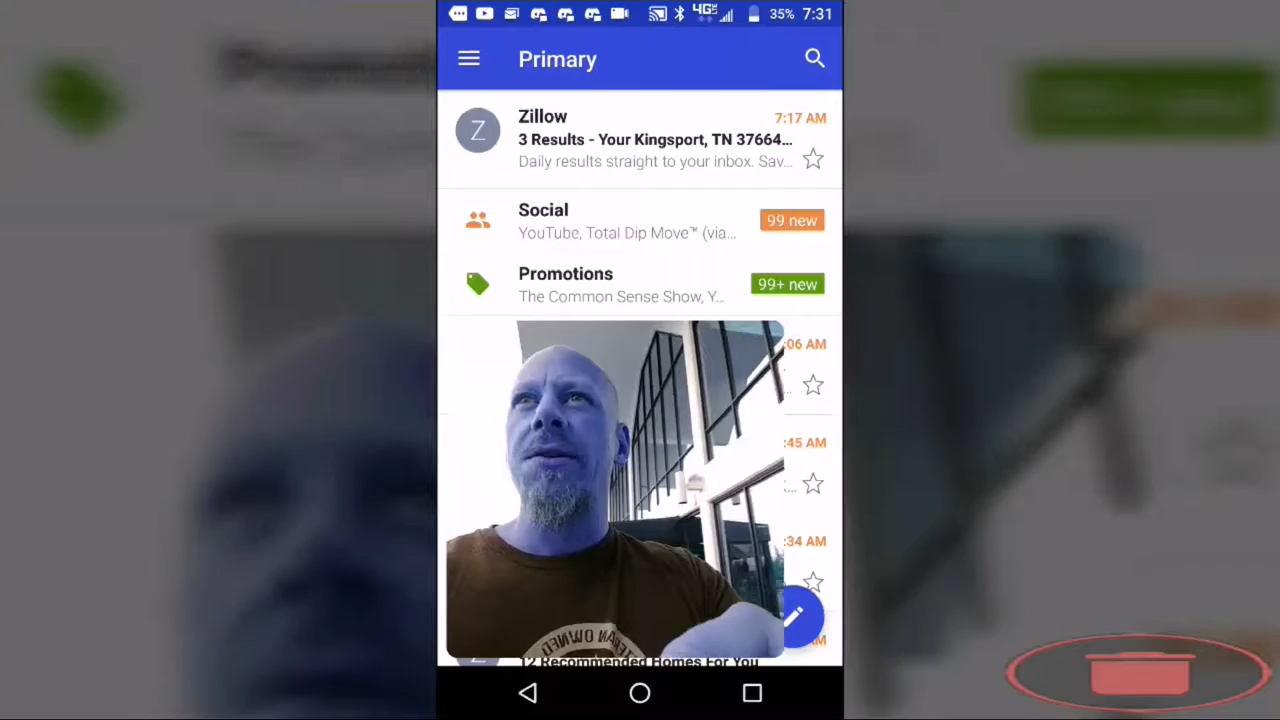 35% 7:31
Primary
Z
Zillow
7:17 AM
3 Results - Your Kingsport, TN 37664…
Daily results straight to your inbox. Sav…
Social
99 new
YouTube, Total Dip Move™ (via…
Promotions
99+ new
The Common Sense Show, Y…
:06 AM
:45 AM
:34 AM
VETERAN OWNED
12 Recommended Homes For You